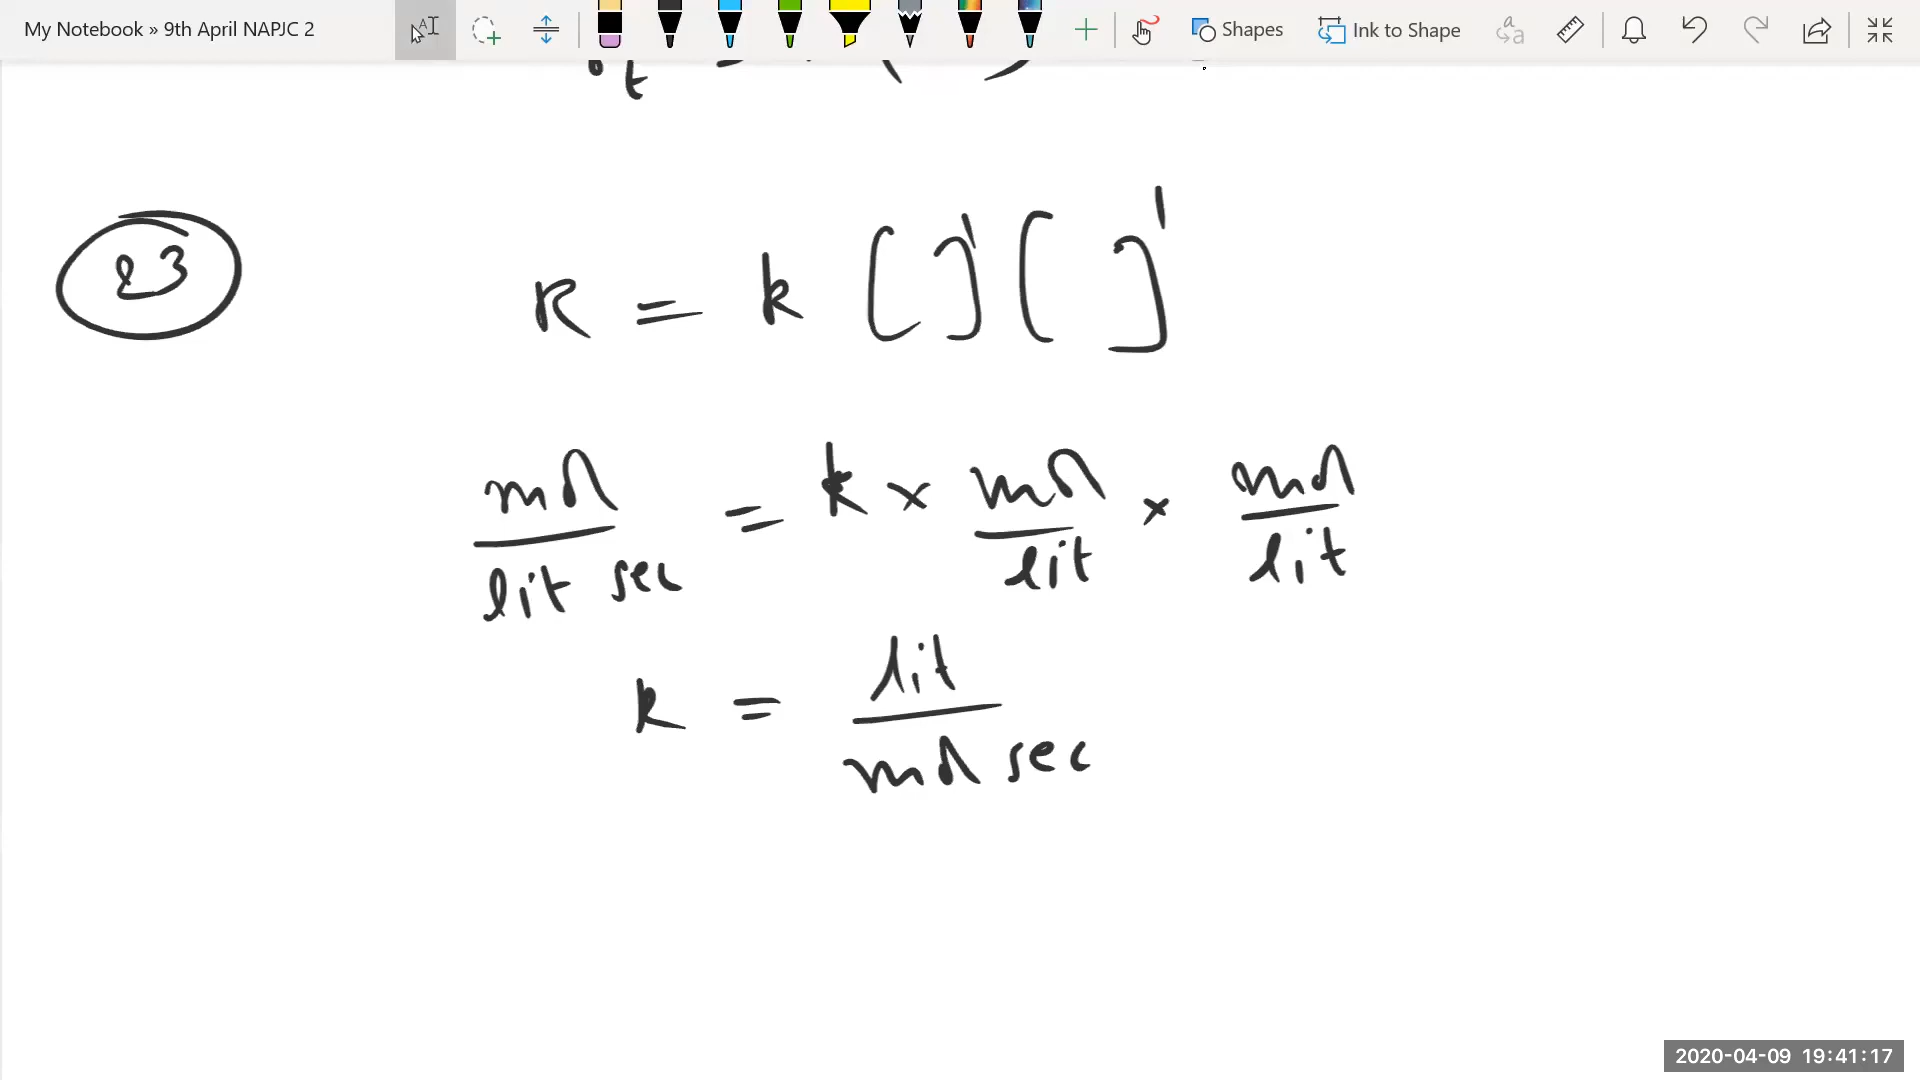 My Notebook » 9th April NAPJC 2
Shapes
Ink to Shape
23
R = k [ ]¹ [ ]¹
mol / lit sec = k × mol / lit × mol / lit
k = lit / mol sec
2020-04-09 19:41:17